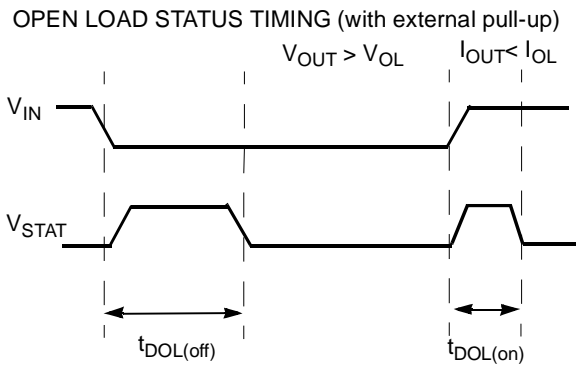 OPEN LOAD STATUS TIMING (with external pull-up)
VOUT > VOL
IOUT< IOL
VIN
VSTAT
tDOL(off)
tDOL(on)